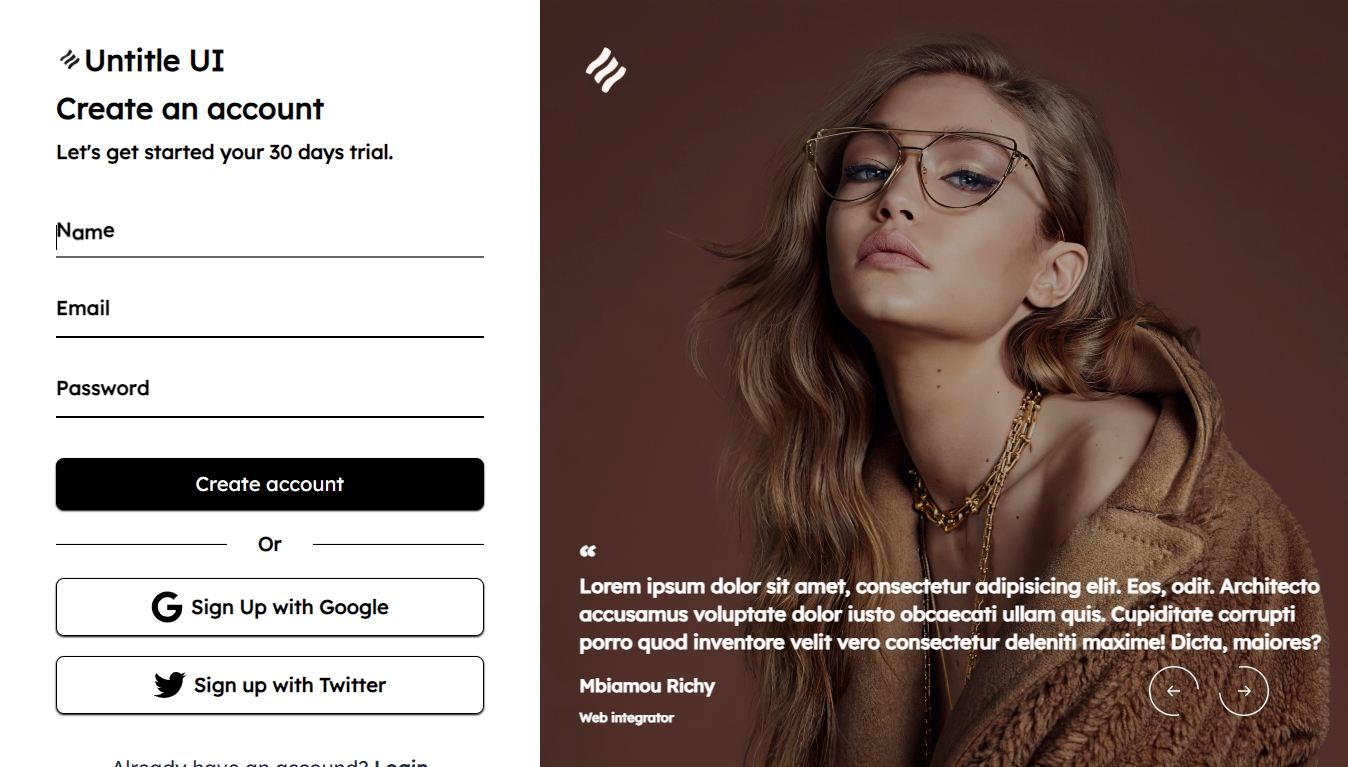 Untitle UI
Create an account
Let's get started your 30 days trial.
Name
Email
Password
Create account
Or
Sign Up with Google
Sign up with Twitter
Already have an accound? Login
“
Lorem ipsum dolor sit amet, consectetur adipisicing elit. Eos, odit. Architecto
accusamus voluptate dolor iusto obcaecati ullam quis. Cupiditate corrupti
porro quod inventore velit vero consectetur deleniti maxime! Dicta, maiores?
Mbiamou Richy
Web integrator